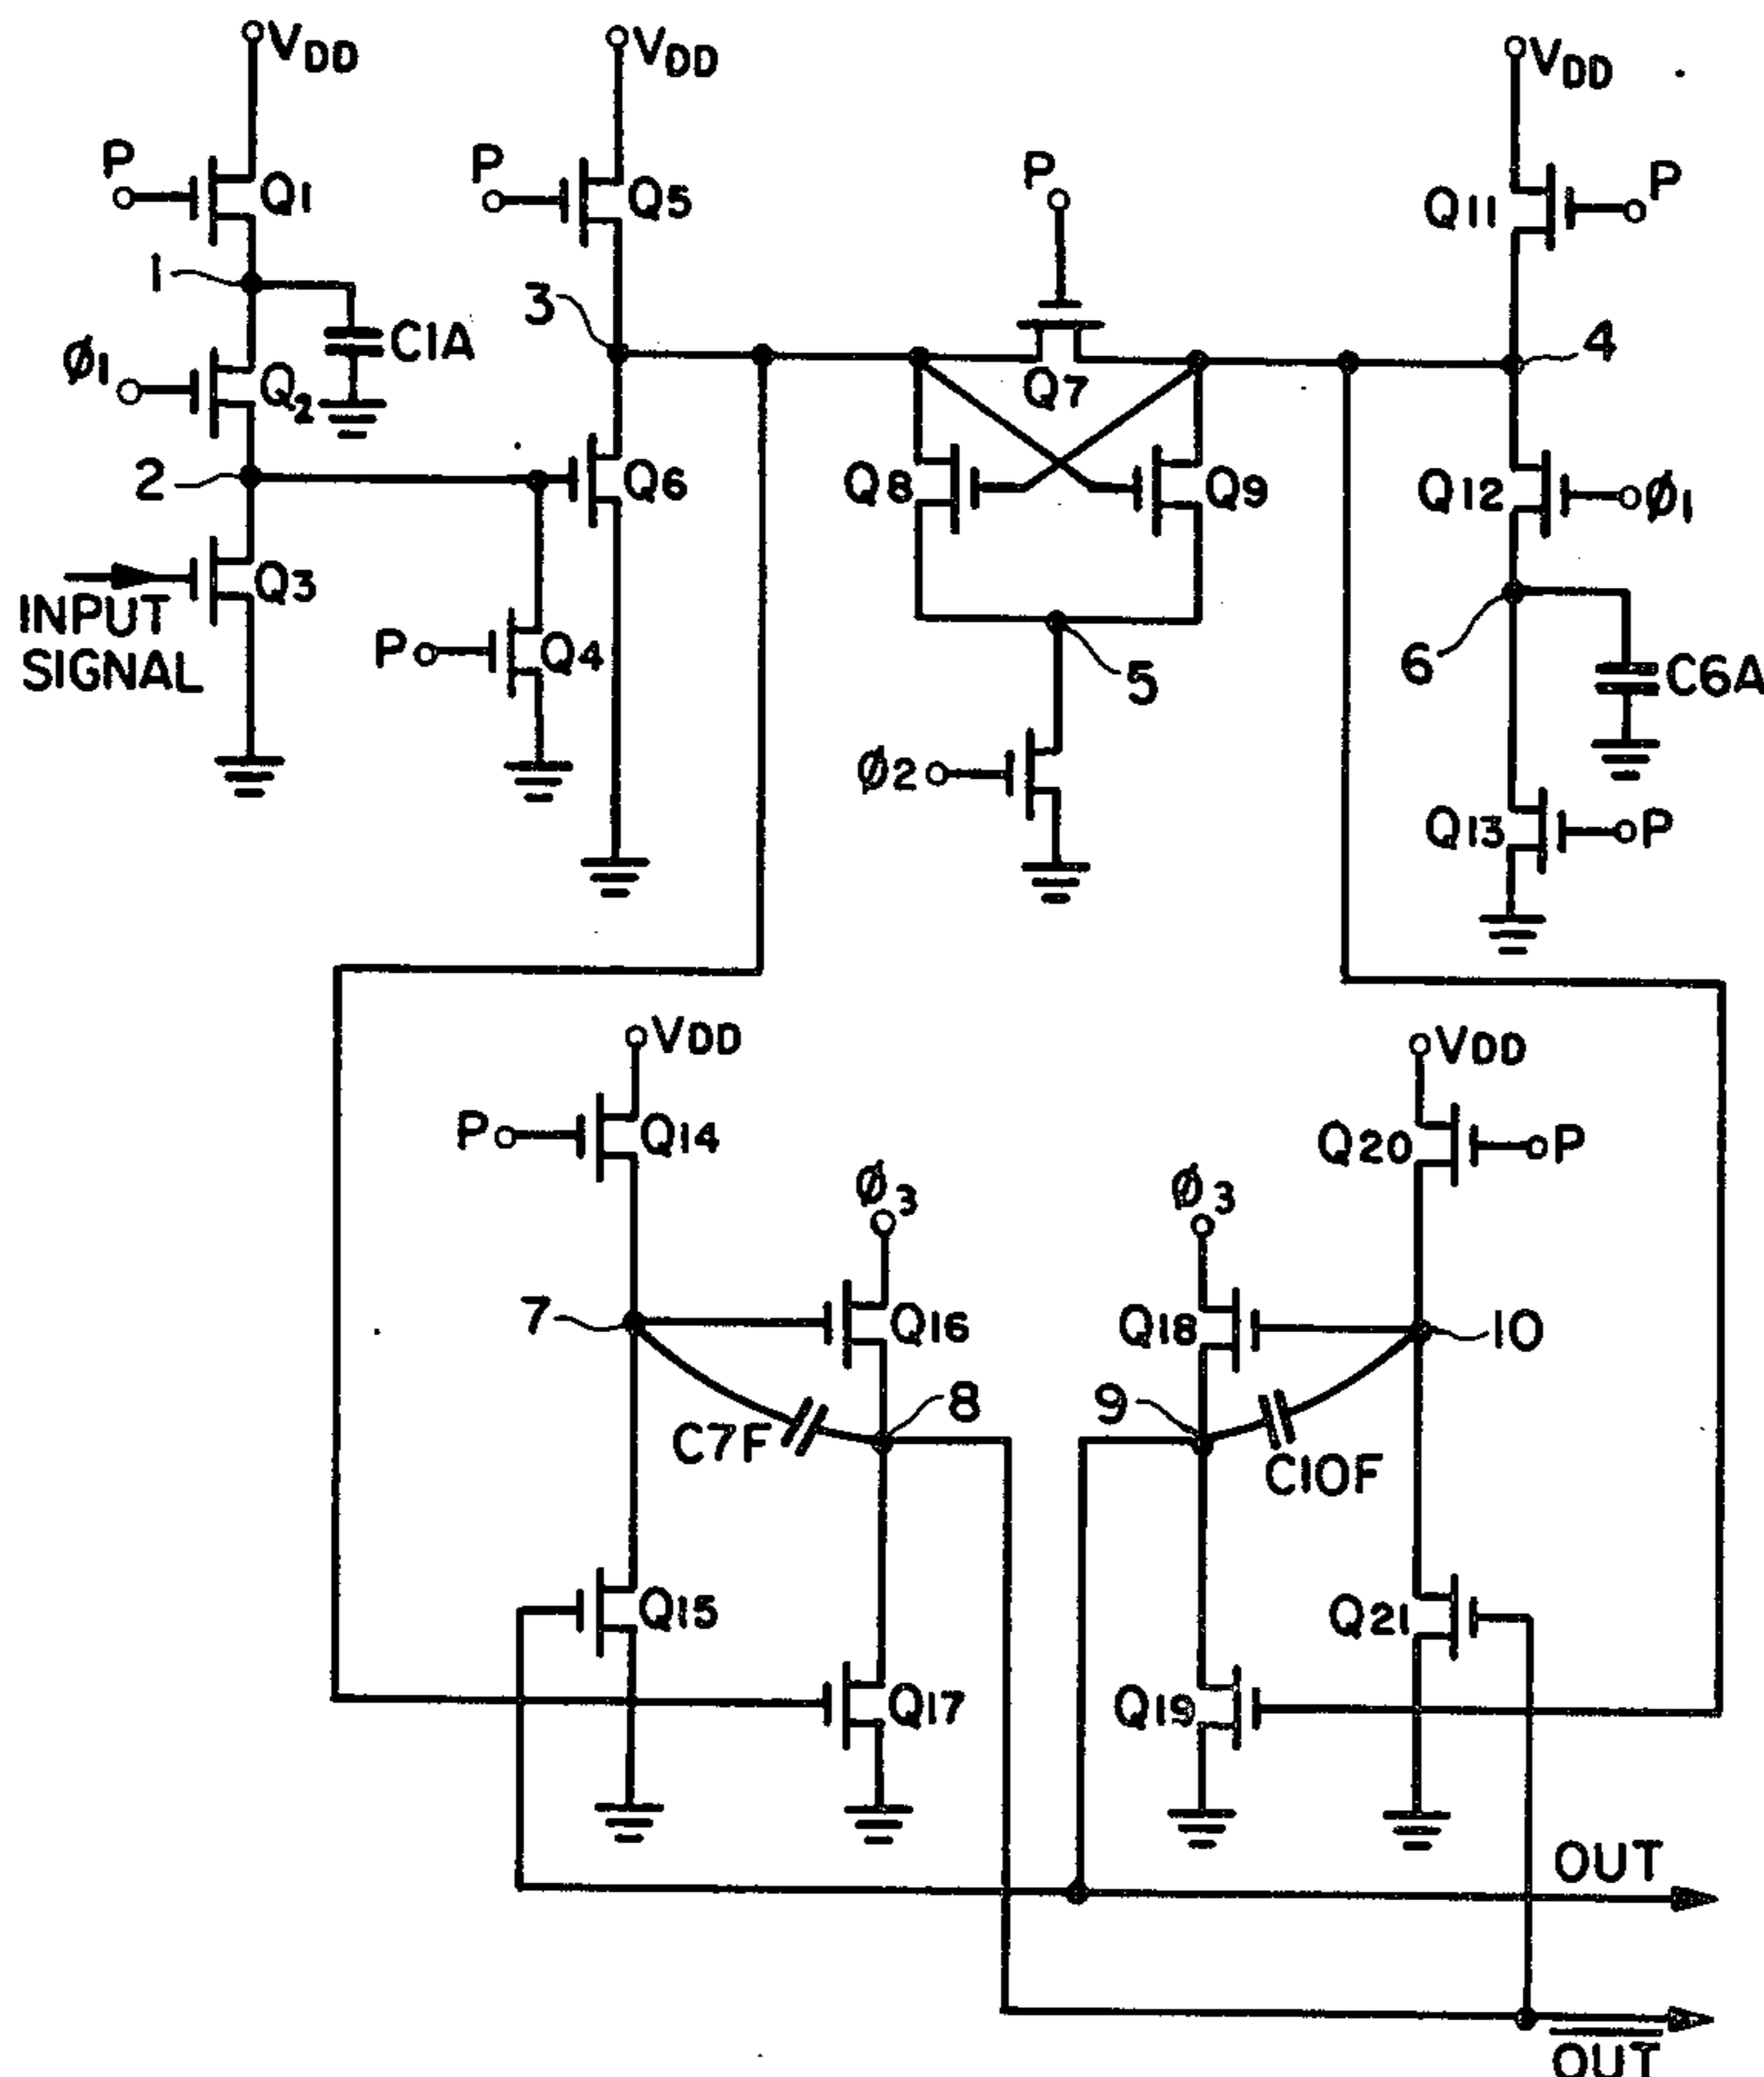 VDD
VDD
VDD
P
Q1
P
Q5
P
Q11
P
1
C1A
3
4
Ø1
Q2
Q7
2
Q6
Q8
Q9
Q12
Ø1
INPUT
SIGNAL
Q3
P
Q4
5
6
C6A
Ø2
Q13
P
VDD
VDD
P
Q14
Q20
P
Ø3
Ø3
7
Q16
Q18
10
C7F
8
9
C10F
Q15
Q21
Q17
Q19
OUT
OUT